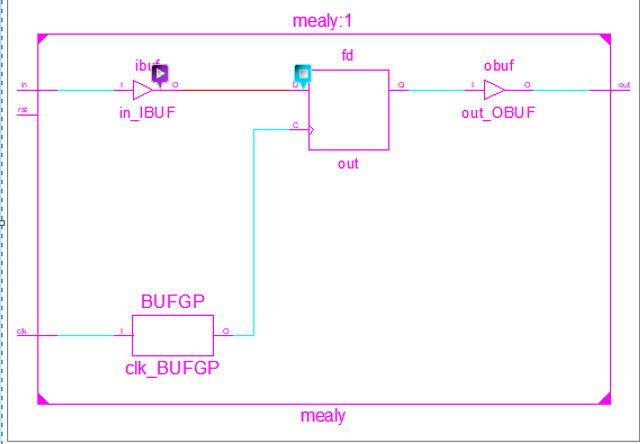 mealy:1
ibuf
fd
obuf
in
I
O
D
Q
I
O
out
rst
in_IBUF
out_OBUF
C
out
BUFGP
clk
I
O
clk_BUFGP
mealy